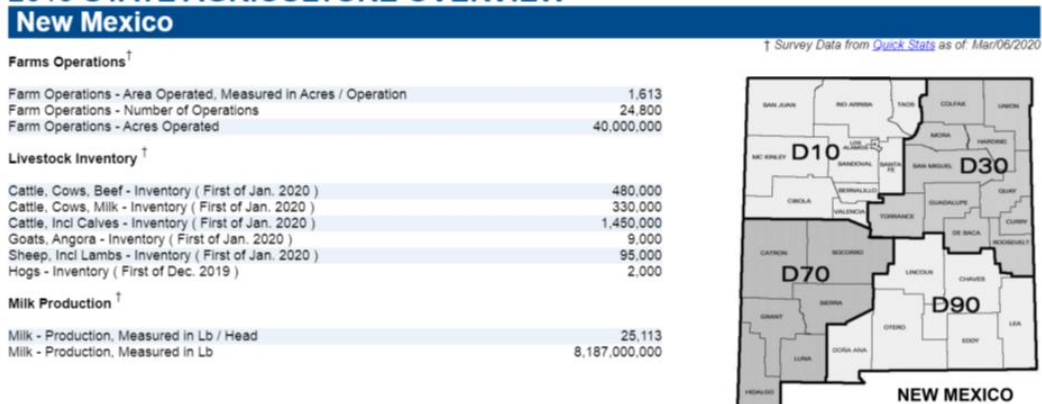 New Mexico
† Survey Data from Quick Stats as of: Mar/06/2020
Farms Operations†
Farm Operations - Area Operated, Measured in Acres / Operation 1,613
Farm Operations - Number of Operations 24,800
Farm Operations - Acres Operated 40,000,000
Livestock Inventory †
Cattle, Cows, Beef - Inventory ( First of Jan. 2020 ) 480,000
Cattle, Cows, Milk - Inventory ( First of Jan. 2020 ) 330,000
Cattle, Incl Calves - Inventory ( First of Jan. 2020 ) 1,450,000
Goats, Angora - Inventory ( First of Jan. 2020 ) 9,000
Sheep, Incl Lambs - Inventory ( First of Jan. 2020 ) 95,000
Hogs - Inventory ( First of Dec. 2019 ) 2,000
Milk Production †
Milk - Production, Measured in Lb / Head 25,113
Milk - Production, Measured in Lb 8,187,000,000
SAN JUAN RIO ARRIBA TAOS COLFAX UNION
MORA HARDING
LOS ALAMOS
MC KINLEY D10 SANDOVAL SANTA FE SAN MIGUEL D30
BERNALILLO QUAY
CIBOLA VALENCIA TORRANCE GUADALUPE CURRY
DE BACA ROOSEVELT
CATRON SOCORRO LINCOLN CHAVES
D70 D90
SIERRA
GRANT OTERO LEA
DOÑA ANA EDDY
LUNA
HIDALGO
NEW MEXICO